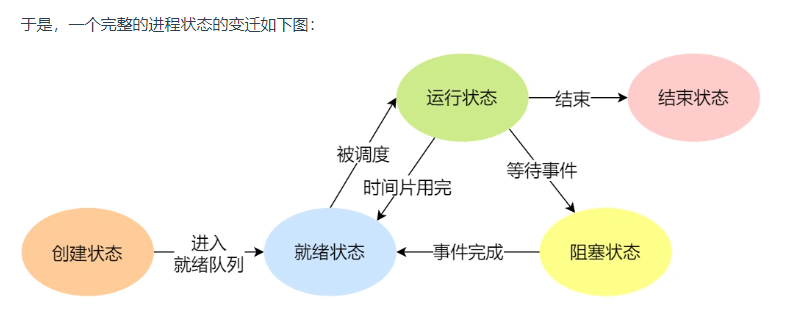 于是，一个完整的进程状态的变迁如下图：
运行状态
结束
结束状态
被调度
时间片用完
等待事件
创建状态
进入
就绪队列
就绪状态
事件完成
阻塞状态